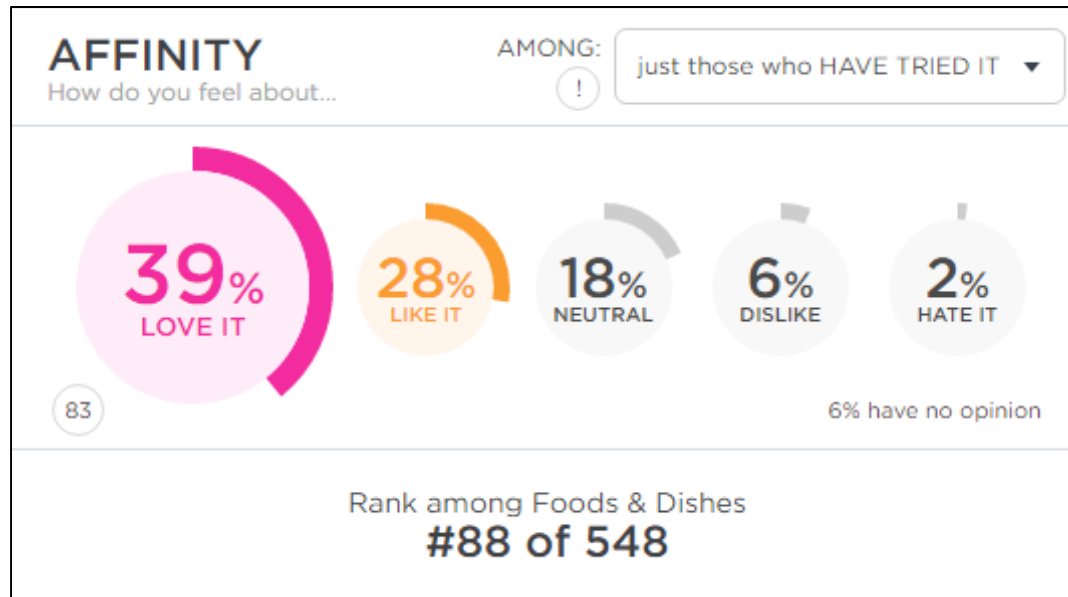 AFFINITY
How do you feel about...
AMONG:
!
just those who HAVE TRIED IT
39%
LOVE IT
28%
LIKE IT
18%
NEUTRAL
6%
DISLIKE
2%
HATE IT
83
6% have no opinion
Rank among Foods & Dishes
#88 of 548